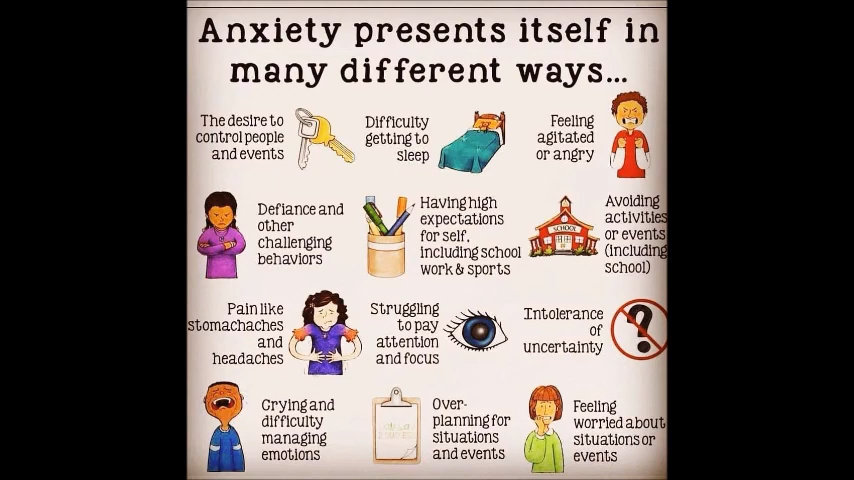 Anxiety presents itself in
many different ways...
The desire to
control people
and events
Difficulty
getting to
sleep
Feeling
agitated
or angry
Defiance and
other
challenging
behaviors
Having high
expectations
for self,
including school
work & sports
SCHOOL
Avoiding
activities
or events
(including
school)
Pain like
stomachaches
and
headaches
Struggling
to pay
attention
and focus
Intolerance
of
uncertainty
?
Crying and
difficulty
managing
emotions
Over-
planning for
situations
and events
Feeling
worried about
situations or
events